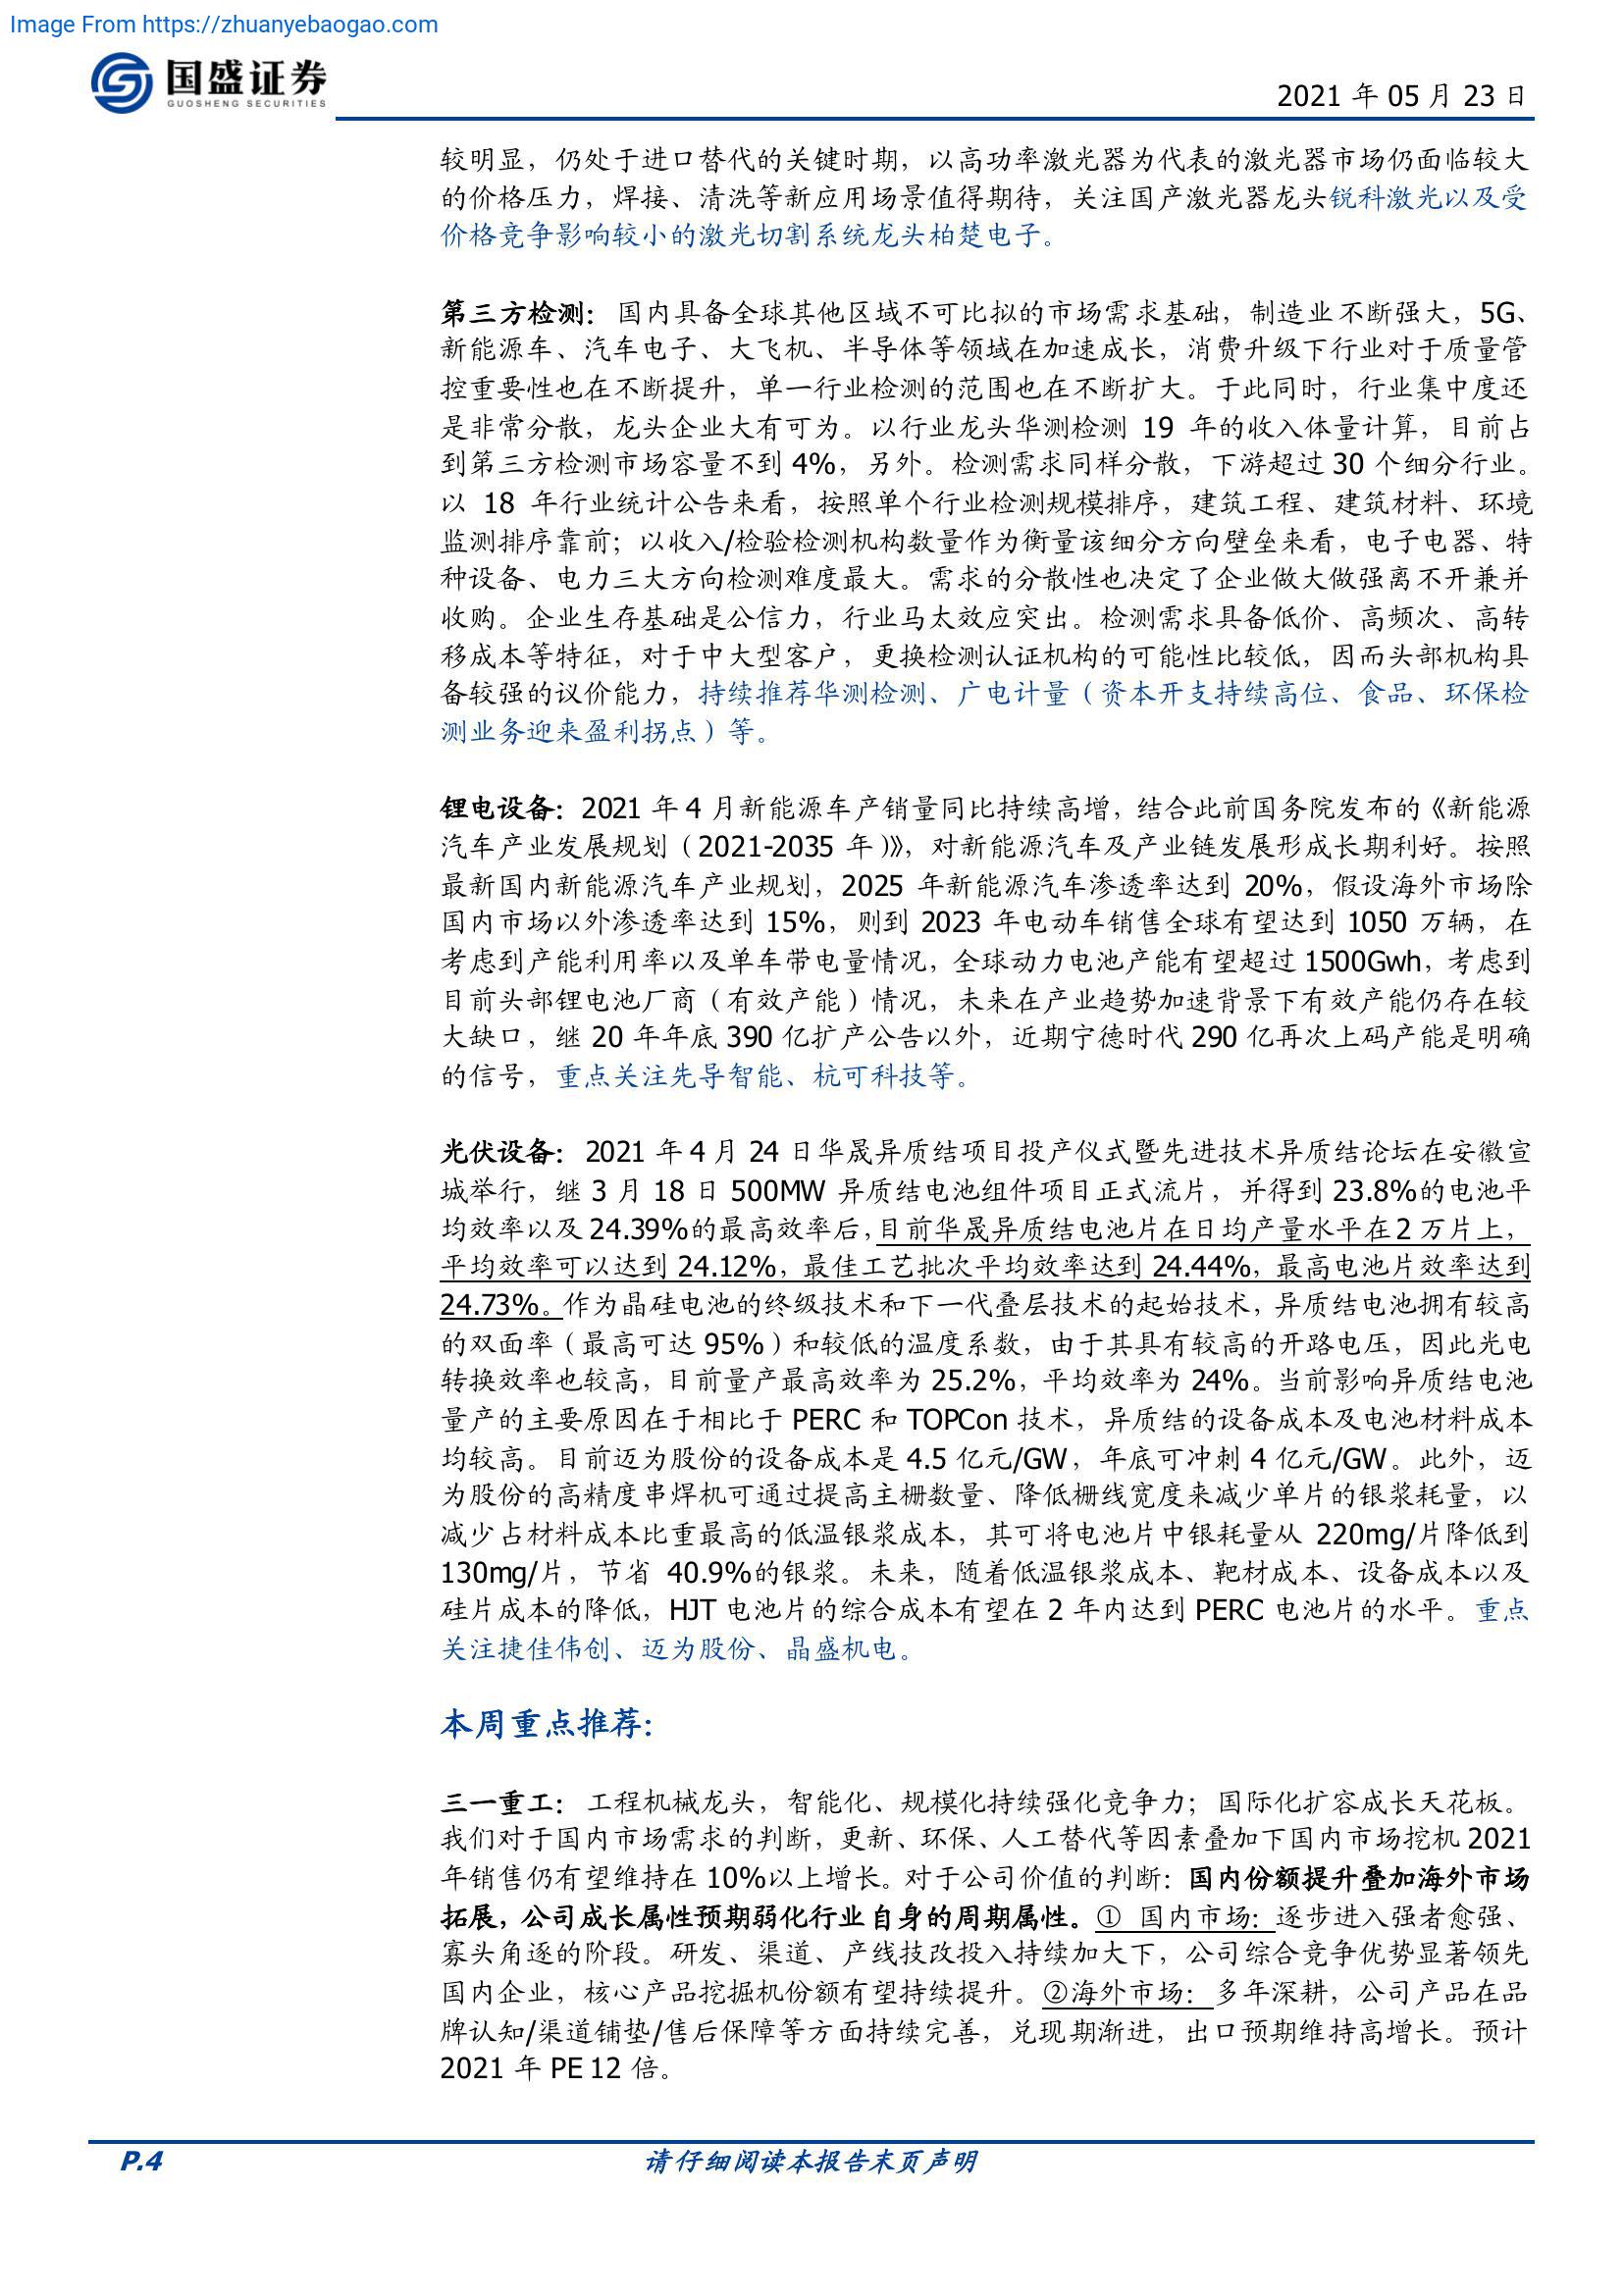 Image From https://zhuanyebaogao.com
国盛证券
GUOSHENG SECURITIES
2021 年 05 月 23 日
较明显，仍处于进口替代的关键时期，以高功率激光器为代表的激光器市场仍面临较大
的价格压力，焊接、清洗等新应用场景值得期待，关注国产激光器龙头锐科激光以及受
价格竞争影响较小的激光切割系统龙头柏楚电子。
第三方检测：国内具备全球其他区域不可比拟的市场需求基础，制造业不断强大，5G、
新能源车、汽车电子、大飞机、半导体等领域在加速成长，消费升级下行业对于质量管
控重要性也在不断提升，单一行业检测的范围也在不断扩大。于此同时，行业集中度还
是非常分散，龙头企业大有可为。以行业龙头华测检测 19 年的收入体量计算，目前占
到第三方检测市场容量不到 4%，另外。检测需求同样分散，下游超过 30 个细分行业。
以 18 年行业统计公告来看，按照单个行业检测规模排序，建筑工程、建筑材料、环境
监测排序靠前；以收入/检验检测机构数量作为衡量该细分方向壁垒来看，电子电器、特
种设备、电力三大方向检测难度最大。需求的分散性也决定了企业做大做强离不开兼并
收购。企业生存基础是公信力，行业马太效应突出。检测需求具备低价、高频次、高转
移成本等特征，对于中大型客户，更换检测认证机构的可能性比较低，因而头部机构具
备较强的议价能力，持续推荐华测检测、广电计量（资本开支持续高位、食品、环保检
测业务迎来盈利拐点）等。
锂电设备：2021 年 4 月新能源车产销量同比持续高增，结合此前国务院发布的《新能源
汽车产业发展规划（2021-2035 年）》，对新能源汽车及产业链发展形成长期利好。按照
最新国内新能源汽车产业规划，2025 年新能源汽车渗透率达到 20%，假设海外市场除
国内市场以外渗透率达到 15%，则到 2023 年电动车销售全球有望达到 1050 万辆，在
考虑到产能利用率以及单车带电量情况，全球动力电池产能有望超过 1500Gwh，考虑到
目前头部锂电池厂商（有效产能）情况，未来在产业趋势加速背景下有效产能仍存在较
大缺口，继 20 年年底 390 亿扩产公告以外，近期宁德时代 290 亿再次上码产能是明确
的信号，重点关注先导智能、杭可科技等。
光伏设备：2021 年 4 月 24 日华晟异质结项目投产仪式暨先进技术异质结论坛在安徽宣
城举行，继 3 月 18 日 500MW 异质结电池组件项目正式流片，并得到 23.8%的电池平
均效率以及 24.39%的最高效率后，目前华晟异质结电池片在日均产量水平在 2 万片上，
平均效率可以达到 24.12%，最佳工艺批次平均效率达到 24.44%，最高电池片效率达到
24.73%。作为晶硅电池的终级技术和下一代叠层技术的起始技术，异质结电池拥有较高
的双面率（最高可达 95%）和较低的温度系数，由于其具有较高的开路电压，因此光电
转换效率也较高，目前量产最高效率为 25.2%，平均效率为 24%。当前影响异质结电池
量产的主要原因在于相比于 PERC 和 TOPCon 技术，异质结的设备成本及电池材料成本
均较高。目前迈为股份的设备成本是 4.5 亿元/GW，年底可冲刺 4 亿元/GW。此外，迈
为股份的高精度串焊机可通过提高主栅数量、降低栅线宽度来减少单片的银浆耗量，以
减少占材料成本比重最高的低温银浆成本，其可将电池片中银耗量从 220mg/片降低到
130mg/片，节省 40.9%的银浆。未来，随着低温银浆成本、靶材成本、设备成本以及
硅片成本的降低，HJT 电池片的综合成本有望在 2 年内达到 PERC 电池片的水平。重点
关注捷佳伟创、迈为股份、晶盛机电。
本周重点推荐：
三一重工：工程机械龙头，智能化、规模化持续强化竞争力；国际化扩容成长天花板。
我们对于国内市场需求的判断，更新、环保、人工替代等因素叠加下国内市场挖机 2021
年销售仍有望维持在 10%以上增长。对于公司价值的判断：国内份额提升叠加海外市场
拓展，公司成长属性预期弱化行业自身的周期属性。① 国内市场：逐步进入强者愈强、
寡头角逐的阶段。研发、渠道、产线技改投入持续加大下，公司综合竞争优势显著领先
国内企业，核心产品挖掘机份额有望持续提升。②海外市场：多年深耕，公司产品在品
牌认知/渠道铺垫/售后保障等方面持续完善，兑现期渐进，出口预期维持高增长。预计
2021 年 PE 12 倍。
P.4
请仔细阅读本报告末页声明